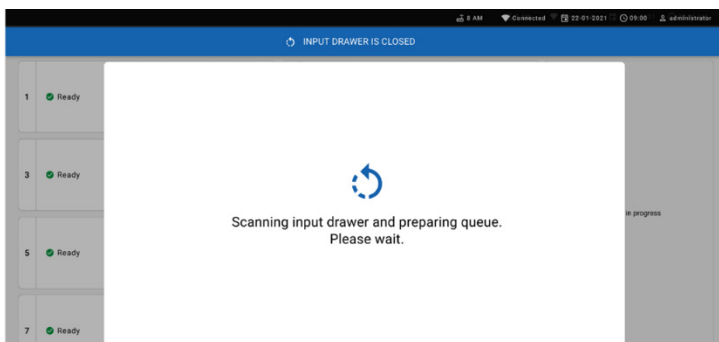 8 AM Connected 22-01-2021 09:00 administrator
INPUT DRAWER IS CLOSED
1 Ready
3 Ready
in progress
Scanning input drawer and preparing queue.
Please wait.
5 Ready
7 Ready